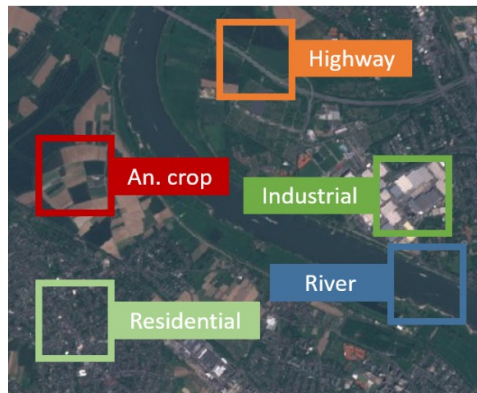 Highway
An. crop
Industrial
River
Residential